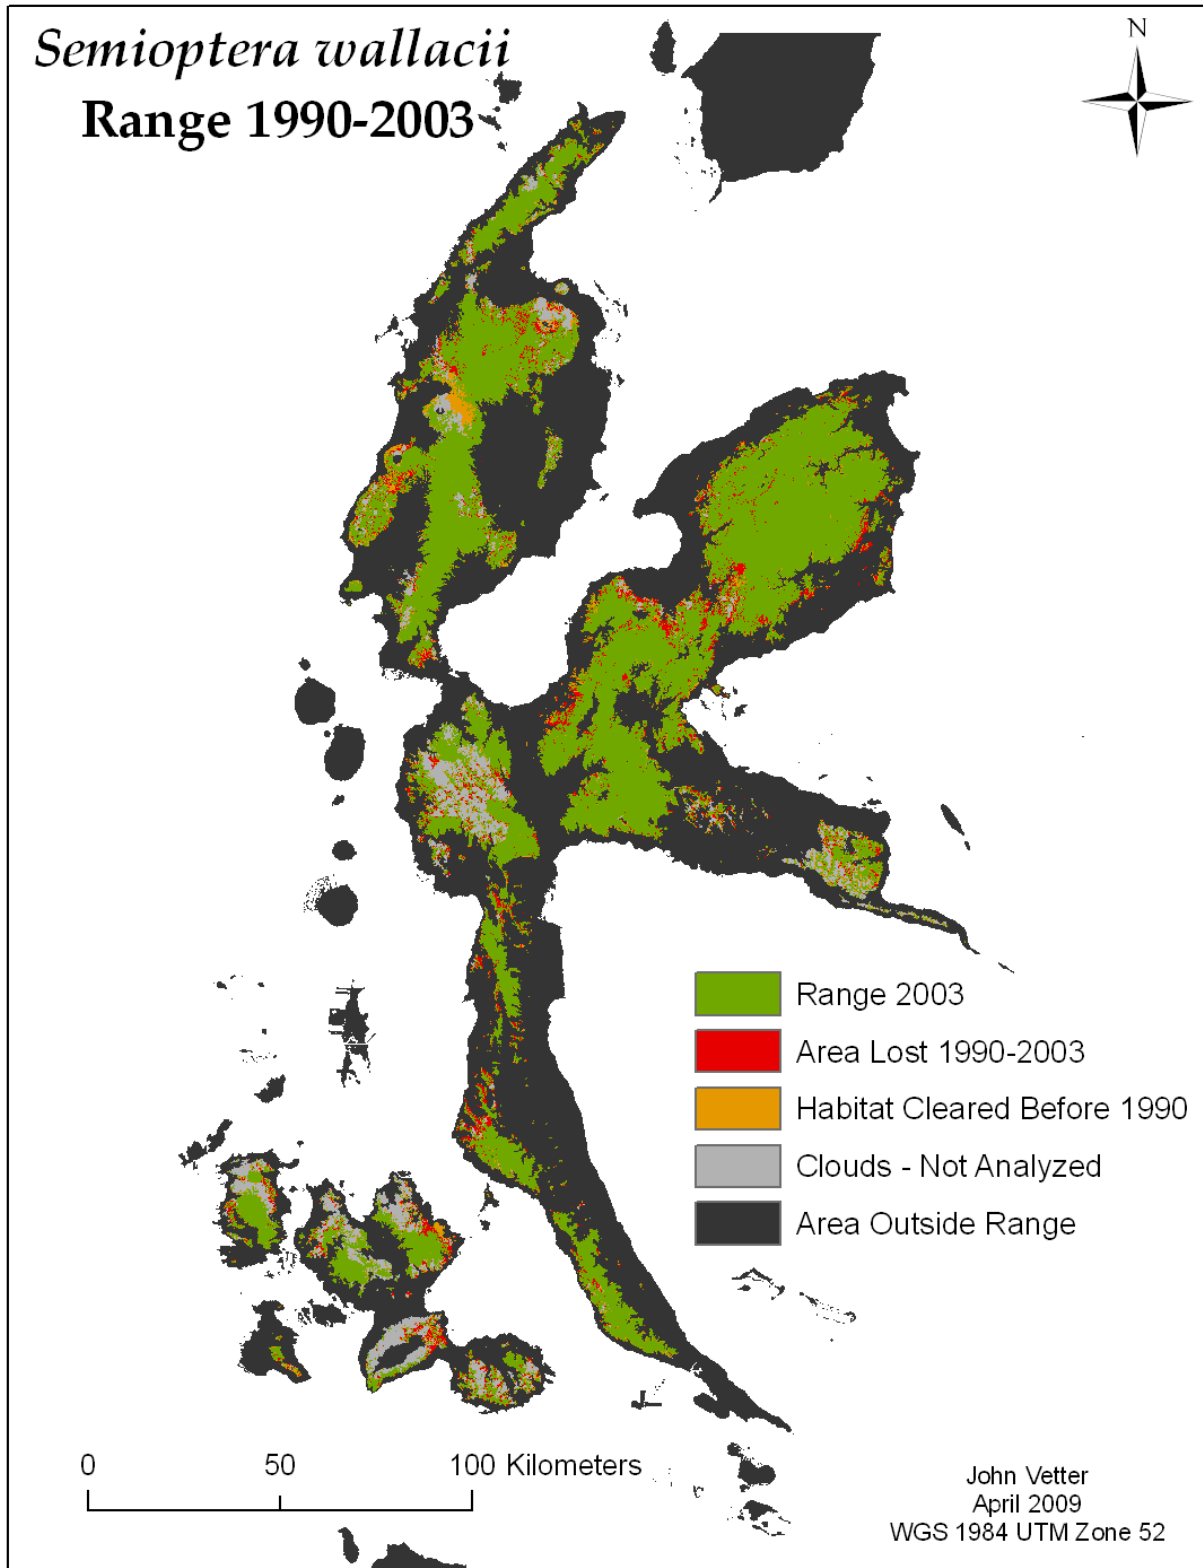 Semioptera wallacii
Range 1990-2003
N
Range 2003
Area Lost 1990-2003
Habitat Cleared Before 1990
Clouds - Not Analyzed
Area Outside Range
0 50 100 Kilometers
John Vetter
April 2009
WGS 1984 UTM Zone 52